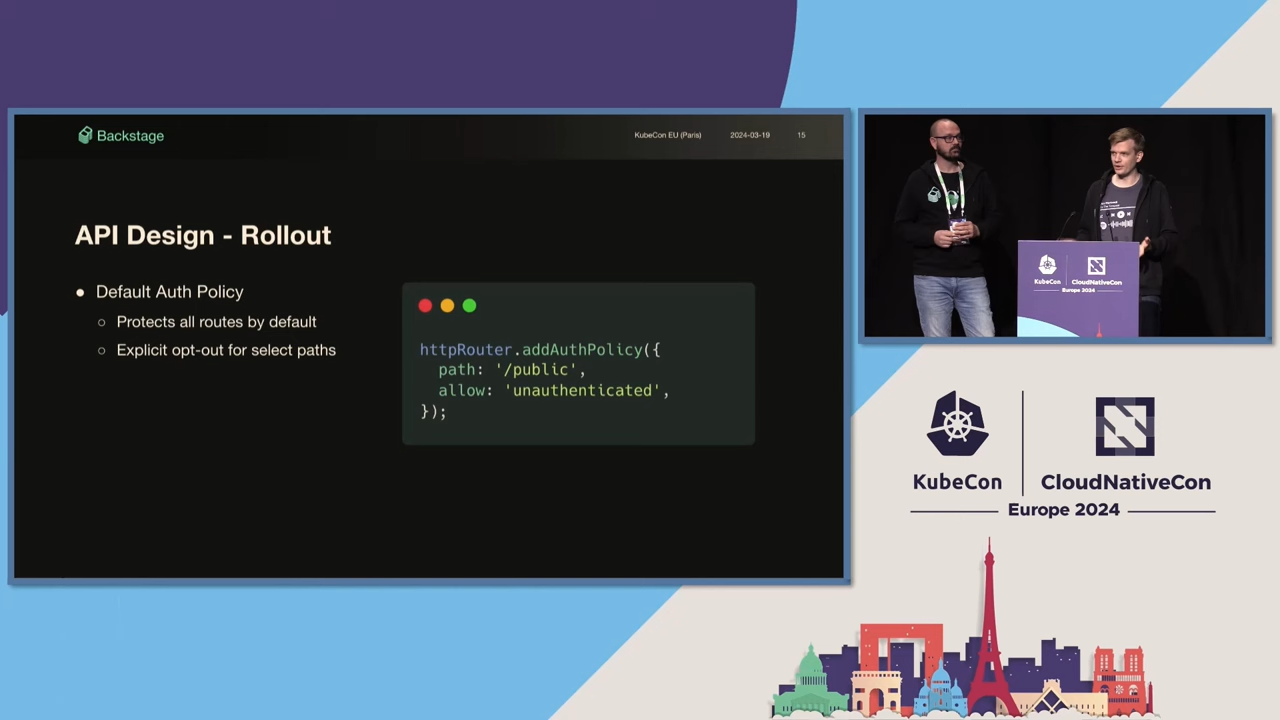 Backstage
KubeCon EU (Paris) 2024-03-19 15
API Design - Rollout
● Default Auth Policy
○ Protects all routes by default
○ Explicit opt-out for select paths
httpRouter.addAuthPolicy({
path: '/public',
allow: 'unauthenticated',
});
KubeCon
CloudNativeCon
Europe 2024
KubeCon
CloudNativeCon
Europe 2024